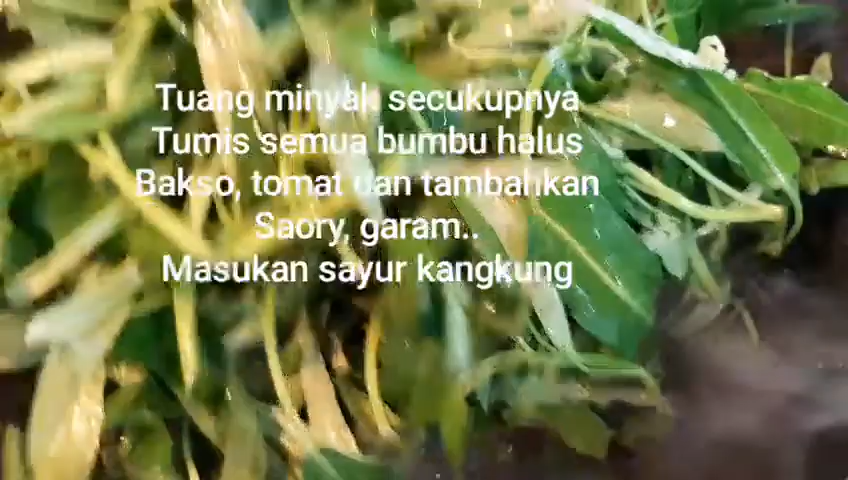 Tuang minyak secukupnya
Tumis semua bumbu halus
Bakso, tomat dan tambahkan
Saory, garam..
Masukan sayur kangkung